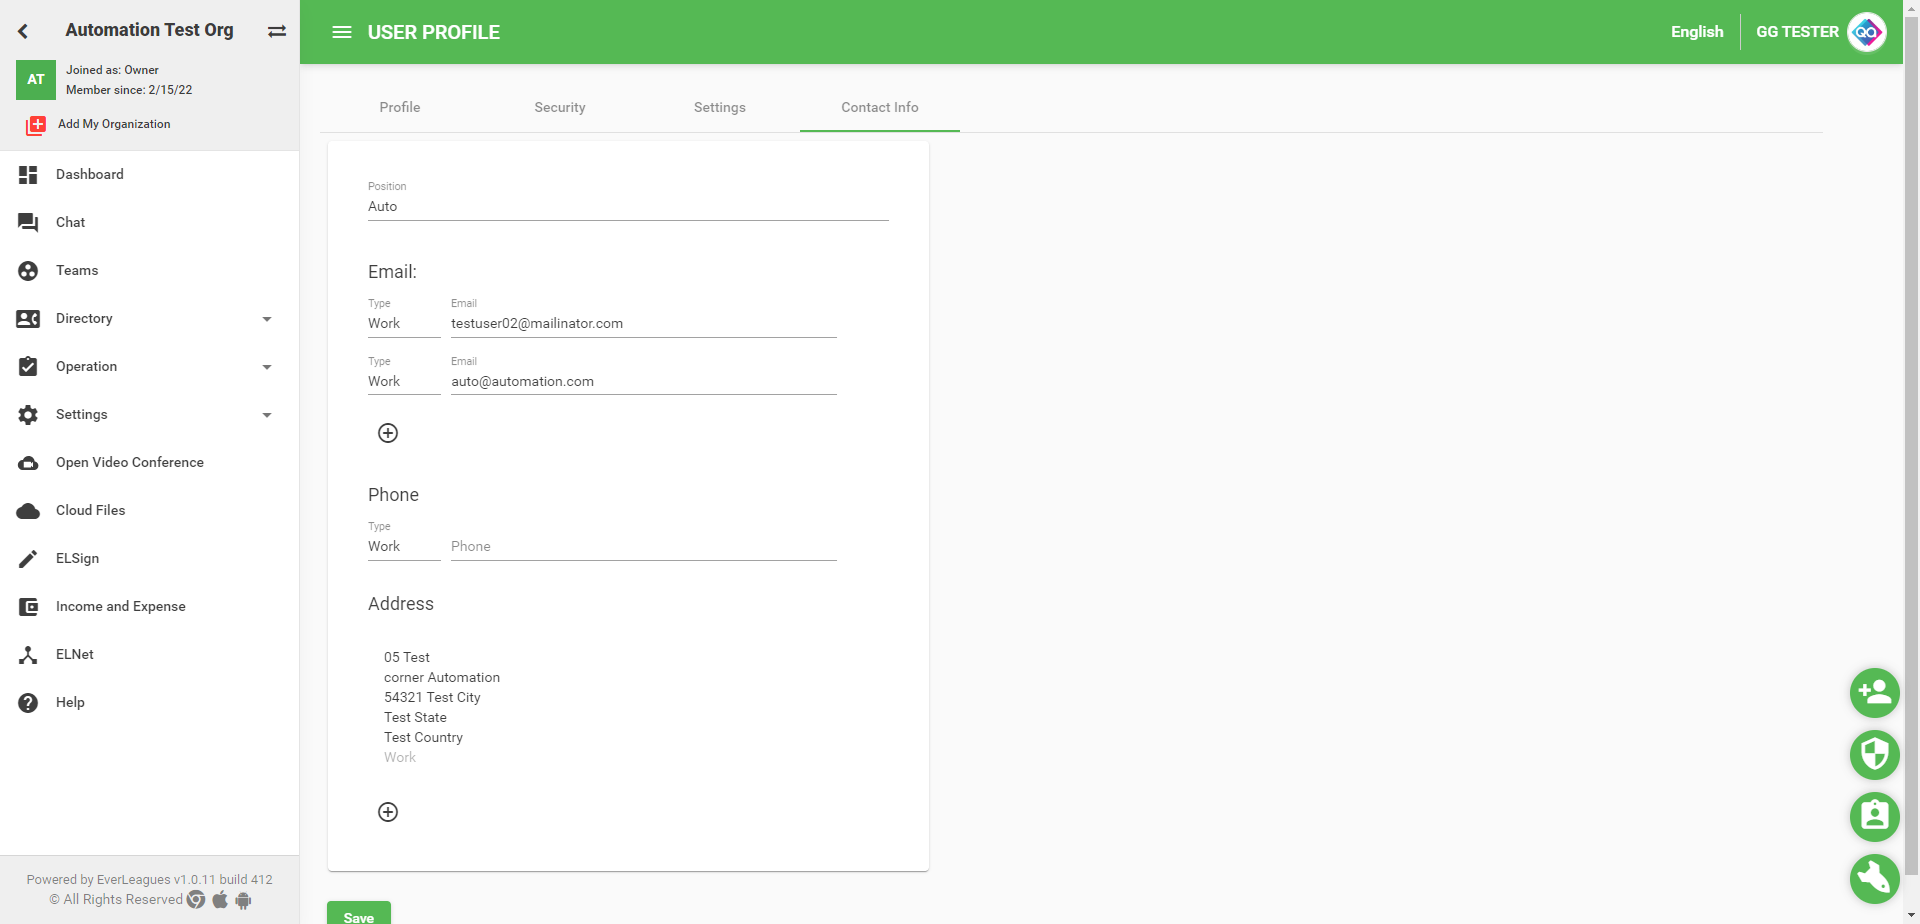 Automation Test Org
AT
Joined as: Owner
Member since: 2/15/22
Add My Organization
Dashboard
Chat
Teams
Directory
Operation
Settings
Open Video Conference
Cloud Files
ELSign
Income and Expense
ELNet
Help
Powered by EverLeagues v1.0.11 build 412
© All Rights Reserved
USER PROFILE
English
GG TESTER
QA
Profile
Security
Settings
Contact Info
Position
Auto
Email:
Type Email
Work testuser02@mailinator.com
Type Email
Work auto@automation.com
Phone
Type
Work Phone
Address
05 Test
corner Automation
54321 Test City
Test State
Test Country
Work
Save